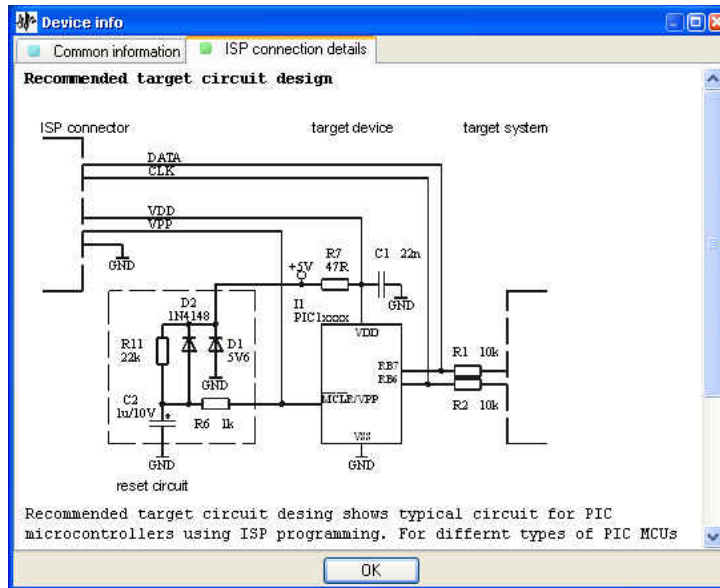 Device info
Common information
ISP connection details
Recommended target circuit design
ISP connector
target device
target system
DATA
CLK
VDD
VPP
GND
+5V
R7
47R
C1 22n
GND
D2
1N4148
I1
PIC1xxxx
VDD
R11
22k
D1
5V6
GND
RB7
RB6
R1 10k
R2 10k
C2
1u/10V
+
R6 1k
MCLR/VPP
VSS
GND
GND
reset circuit
Recommended target circuit desing shows typical circuit for PIC
microcontrollers using ISP programming. For differnt types of PIC MCUs
OK